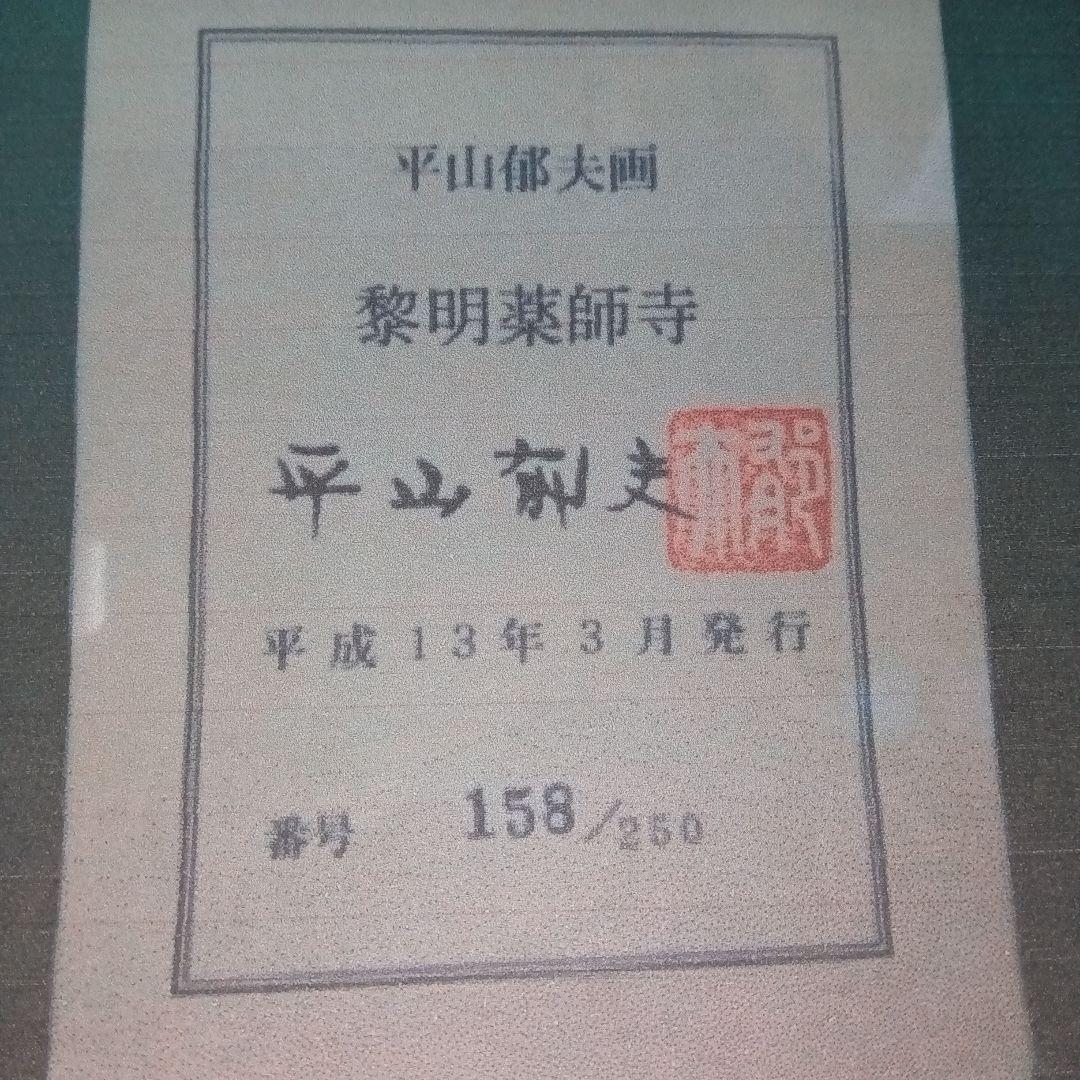 平山郁夫画
黎明薬師寺
平山郁夫
平成13年3月発行
番号 158/250